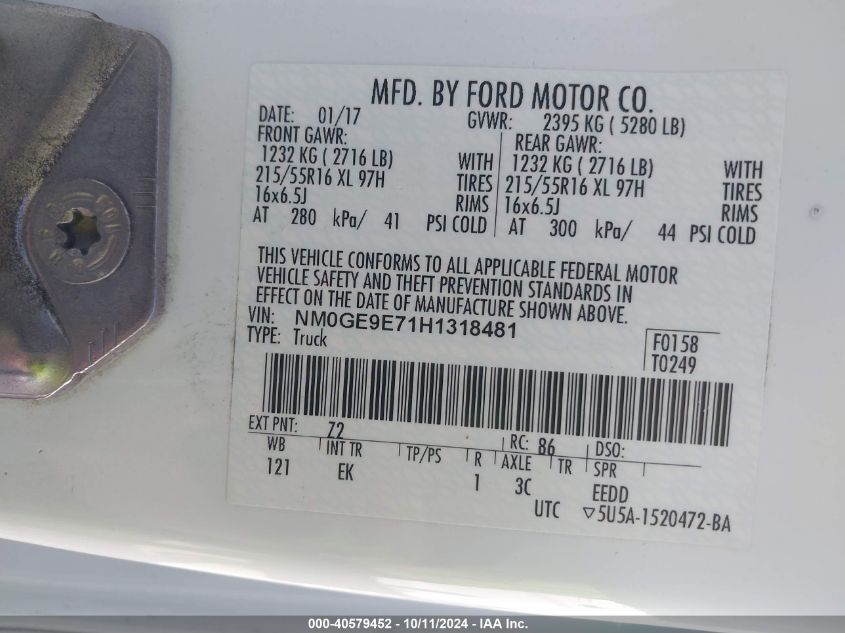 MFD. BY FORD MOTOR CO.
DATE: 01/17 GVWR: 2395 KG ( 5280 LB)
FRONT GAWR: REAR GAWR:
1232 KG ( 2716 LB) WITH 1232 KG ( 2716 LB) WITH
215/55R16 XL 97H TIRES 215/55R16 XL 97H TIRES
16x6.5J RIMS 16x6.5J RIMS
AT 280 kPa/ 41 PSI COLD AT 300 kPa/ 44 PSI COLD
THIS VEHICLE CONFORMS TO ALL APPLICABLE FEDERAL MOTOR
VEHICLE SAFETY AND THEFT PREVENTION STANDARDS IN
EFFECT ON THE DATE OF MANUFACTURE SHOWN ABOVE.
VIN: NM0GE9E71H1318481
TYPE: Truck
F0158
T0249
EXT PNT: Z2 RC: 86 DSO:
WB INT TR TP/PS R AXLE TR SPR
121 EK 1 3C EEDD
UTC ▽5U5A-1520472-BA
000-40579452 - 10/11/2024 - IAA Inc.